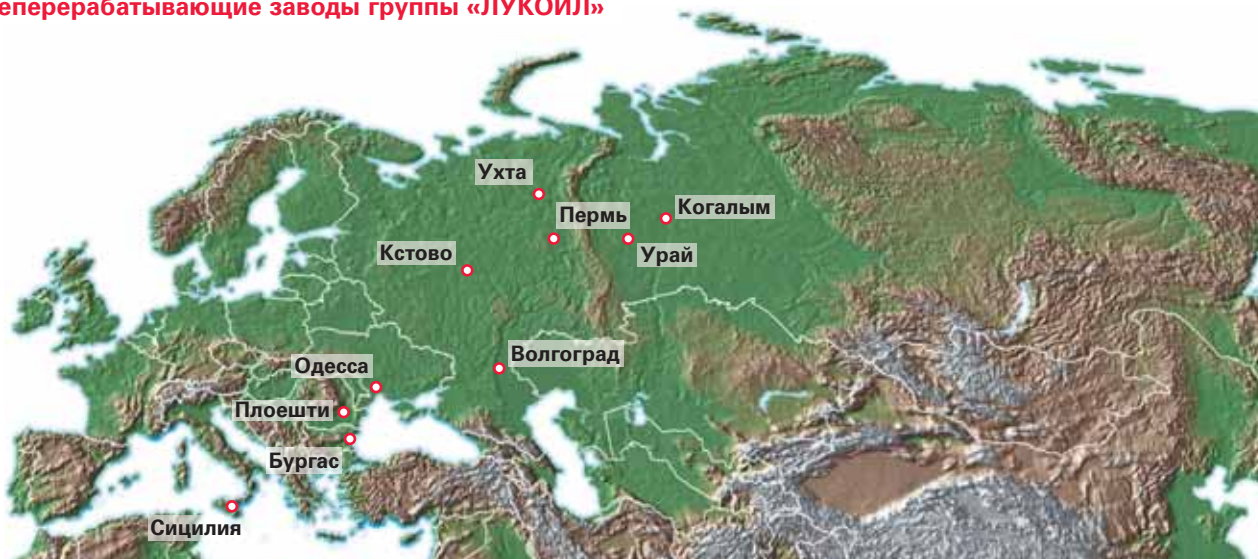 еперерабатывающие заводы группы «ЛУКОЙЛ»
Ухта
Пермь
Когалым
Кстово
Урай
Волгоград
Одесса
Плоешти
Бургас
Сицилия